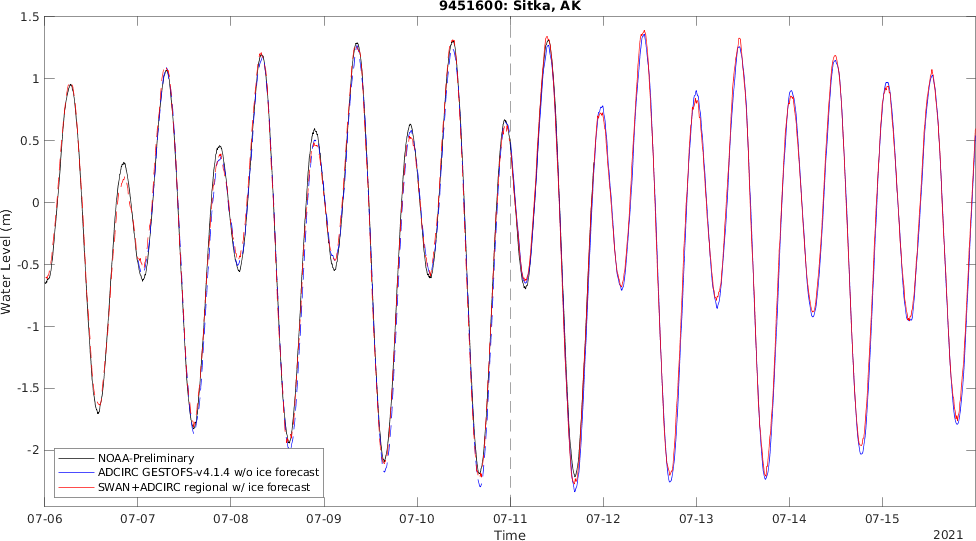 9451600: Sitka, AK
1.5
1
0.5
0
-0.5
-1
-1.5
-2
Water Level (m)
NOAA-Preliminary
ADCIRC GESTOFS-v4.1.4 w/o ice forecast
SWAN+ADCIRC regional w/ ice forecast
07-06 07-07 07-08 07-09 07-10 07-11 07-12 07-13 07-14 07-15
Time
2021